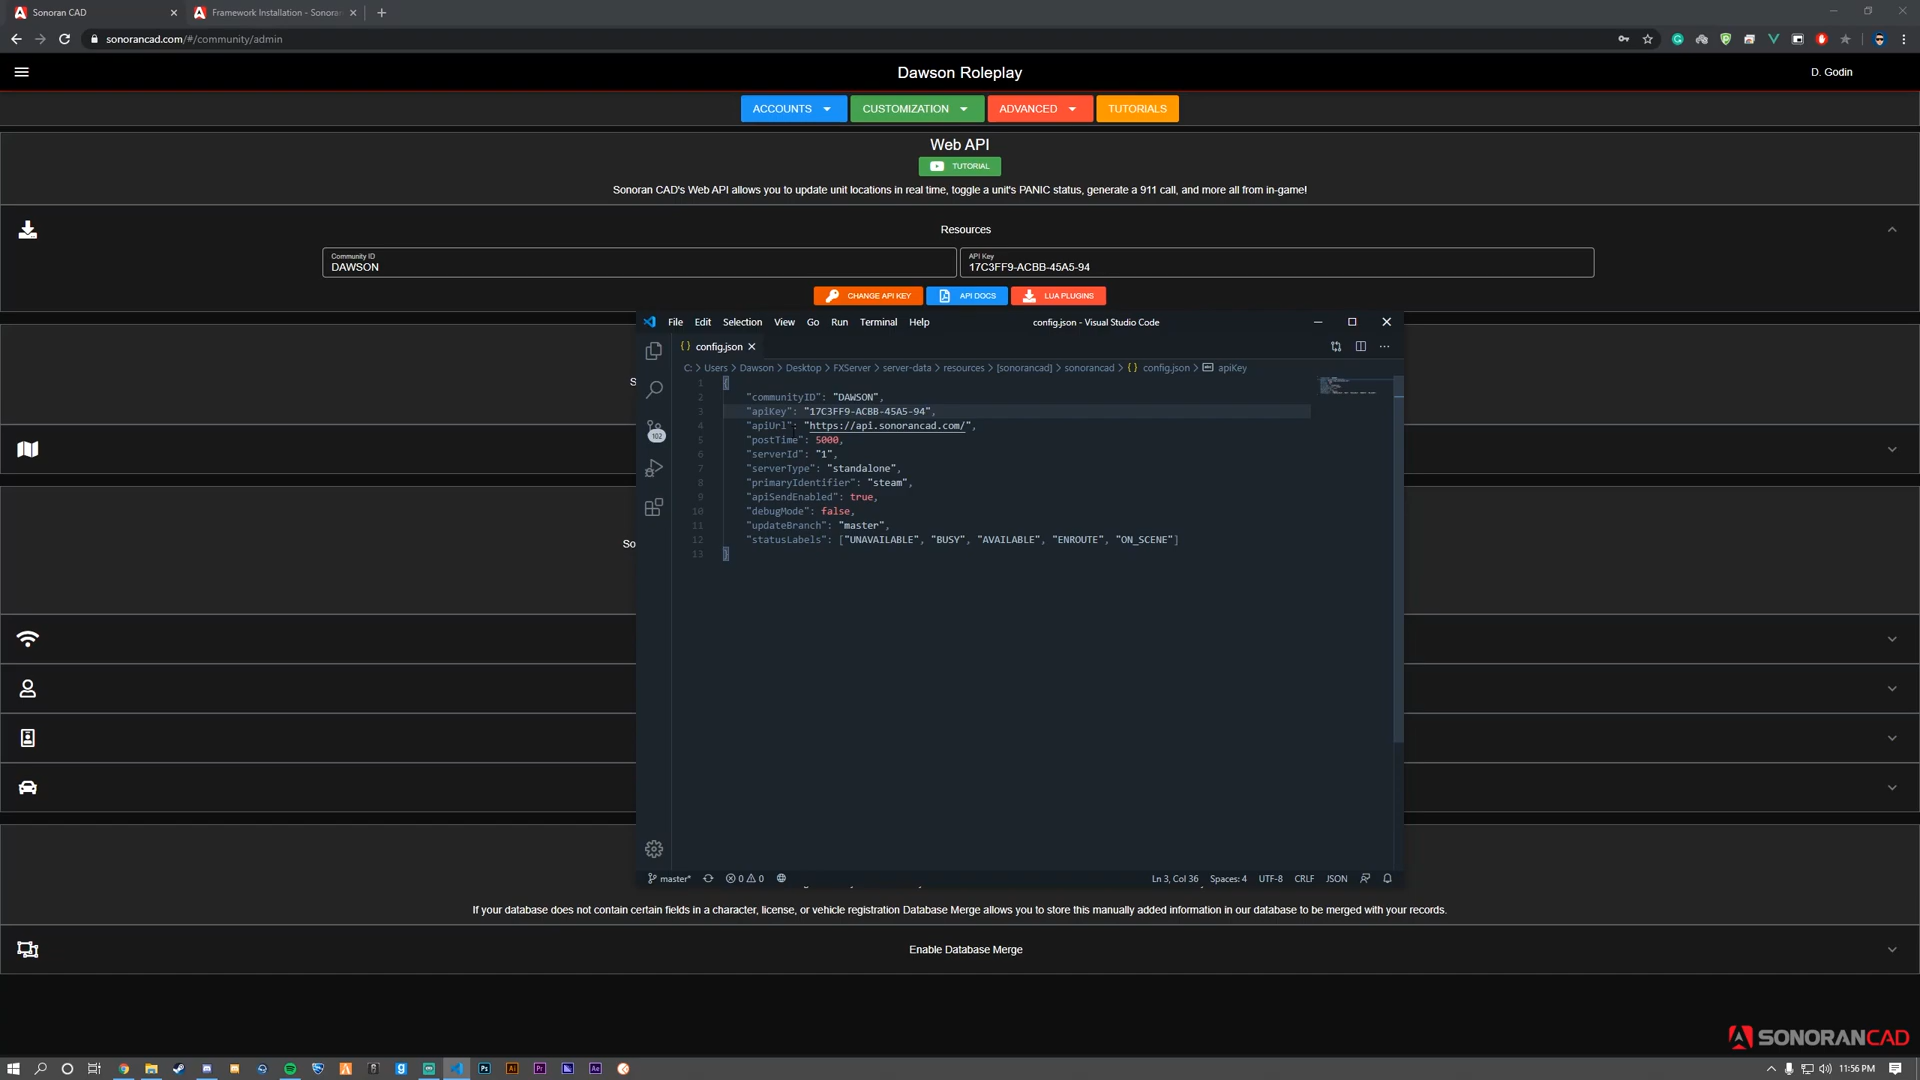 Sonoran CAD
Framework Installation - Sonoran
sonorancad.com/#/community/admin
Dawson Roleplay
D. Godin
ACCOUNTS
CUSTOMIZATION
ADVANCED
TUTORIALS
Web API
TUTORIAL
Sonoran CAD's Web API allows you to update unit locations in real time, toggle a unit's PANIC status, generate a 911 call, and more all from in-game!
Resources
Community ID
DAWSON
API Key
17C3FF9-ACBB-45A5-94
CHANGE API KEY
API DOCS
LUA PLUGINS
File Edit Selection View Go Run Terminal Help
config.json - Visual Studio Code
{} config.json
C: > Users > Dawson > Desktop > FXServer > server-data > resources > [sonorancad] > sonorancad > {} config.json > apiKey
1 {
2 "communityID": "DAWSON",
3 "apiKey": "17C3FF9-ACBB-45A5-94",
4 "apiUrl": "https://api.sonorancad.com/",
5 "postTime": 5000,
6 "serverId": "1",
7 "serverType": "standalone",
8 "primaryIdentifier": "steam",
9 "apiSendEnabled": true,
10 "debugMode": false,
11 "updateBranch": "master",
12 "statusLabels": ["UNAVAILABLE", "BUSY", "AVAILABLE", "ENROUTE", "ON_SCENE"]
13 }
102
S
So
master*
0 0
Ln 3, Col 36
Spaces: 4
UTF-8
CRLF
JSON
If your database does not contain certain fields in a character, license, or vehicle registration Database Merge allows you to store this manually added information in our database to be merged with your records.
Enable Database Merge
SONORANCAD
Ps
Ai
Pr
Ae
11:56 PM